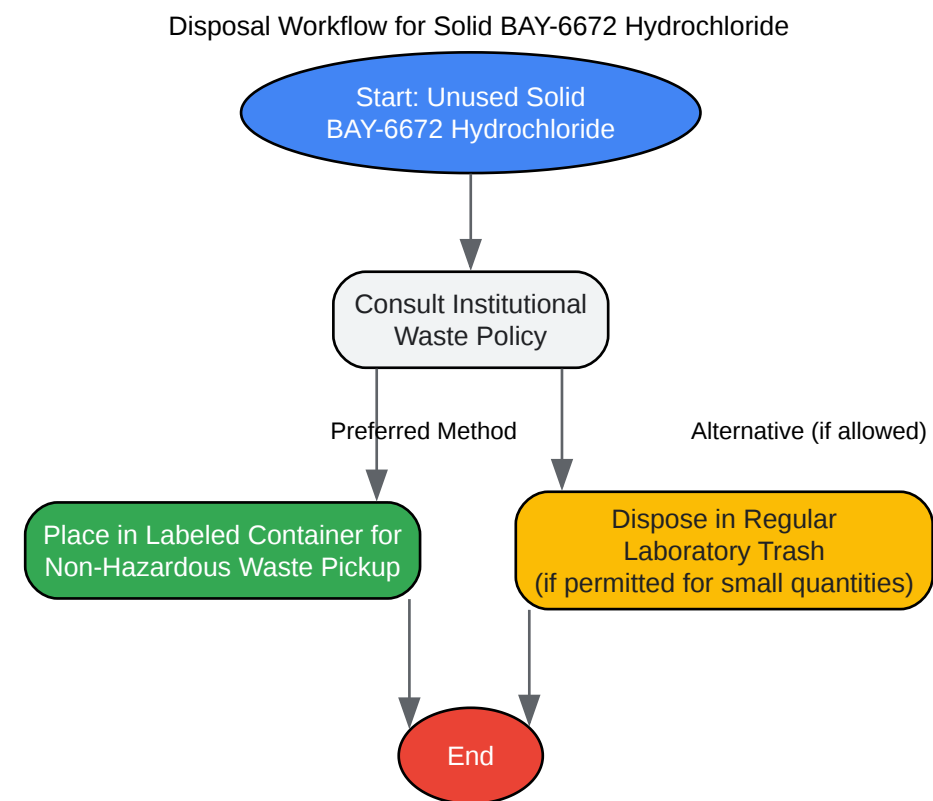 Disposal Workflow for Solid BAY-6672 Hydrochloride
Start: Unused Solid
BAY-6672 Hydrochloride
Consult Institutional
Waste Policy
Preferred Method
Alternative (if allowed)
Place in Labeled Container for
Non-Hazardous Waste Pickup
Dispose in Regular
Laboratory Trash
(if permitted for small quantities)
End